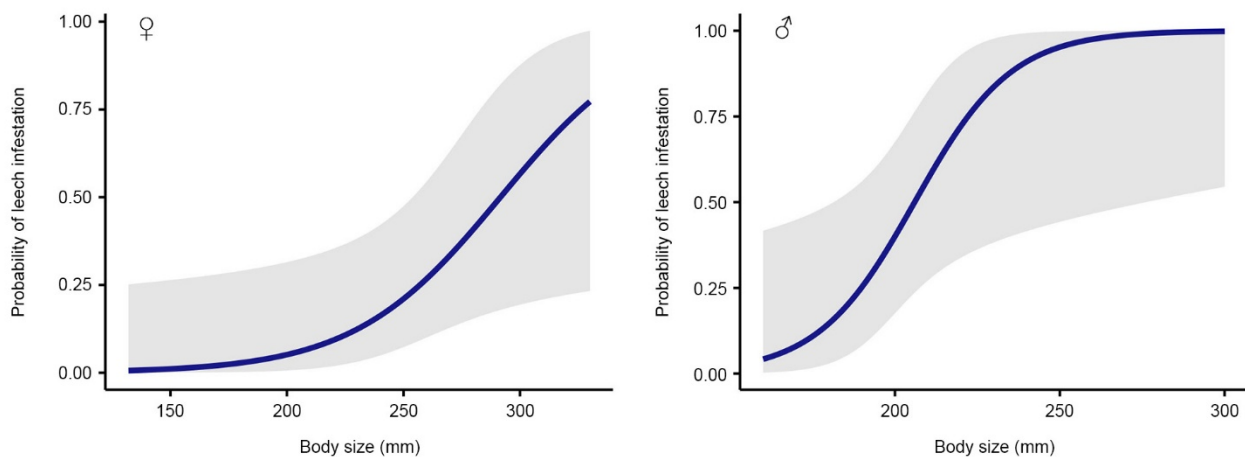 ♀
Probability of leech infestation
1.00
0.75
0.50
0.25
0.00
150 200 250 300
Body size (mm)
♂
Probability of leech infestation
1.00
0.75
0.50
0.25
0.00
200 250 300
Body size (mm)